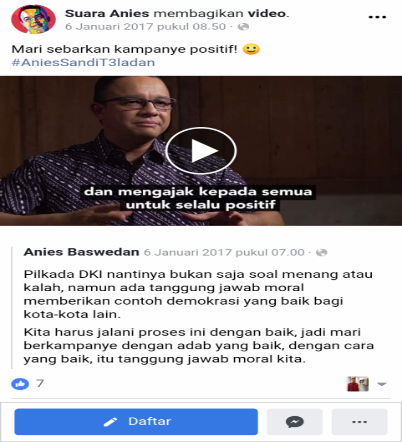 Suara Anies membagikan video.
6 Januari 2017 pukul 08.50 ·
Mari sebarkan kampanye positif! 😀
#AniesSandiT3ladan
dan mengajak kepada semua
untuk selalu positif
Anies Baswedan 6 Januari 2017 pukul 07.00 ·
Pilkada DKI nantinya bukan saja soal menang atau
kalah, namun ada tanggung jawab moral
memberikan contoh demokrasi yang baik bagi
kota-kota lain.
Kita harus jalani proses ini dengan baik, jadi mari
berkampanye dengan adab yang baik, dengan cara
yang baik, itu tanggung jawab moral kita.
7
Daftar